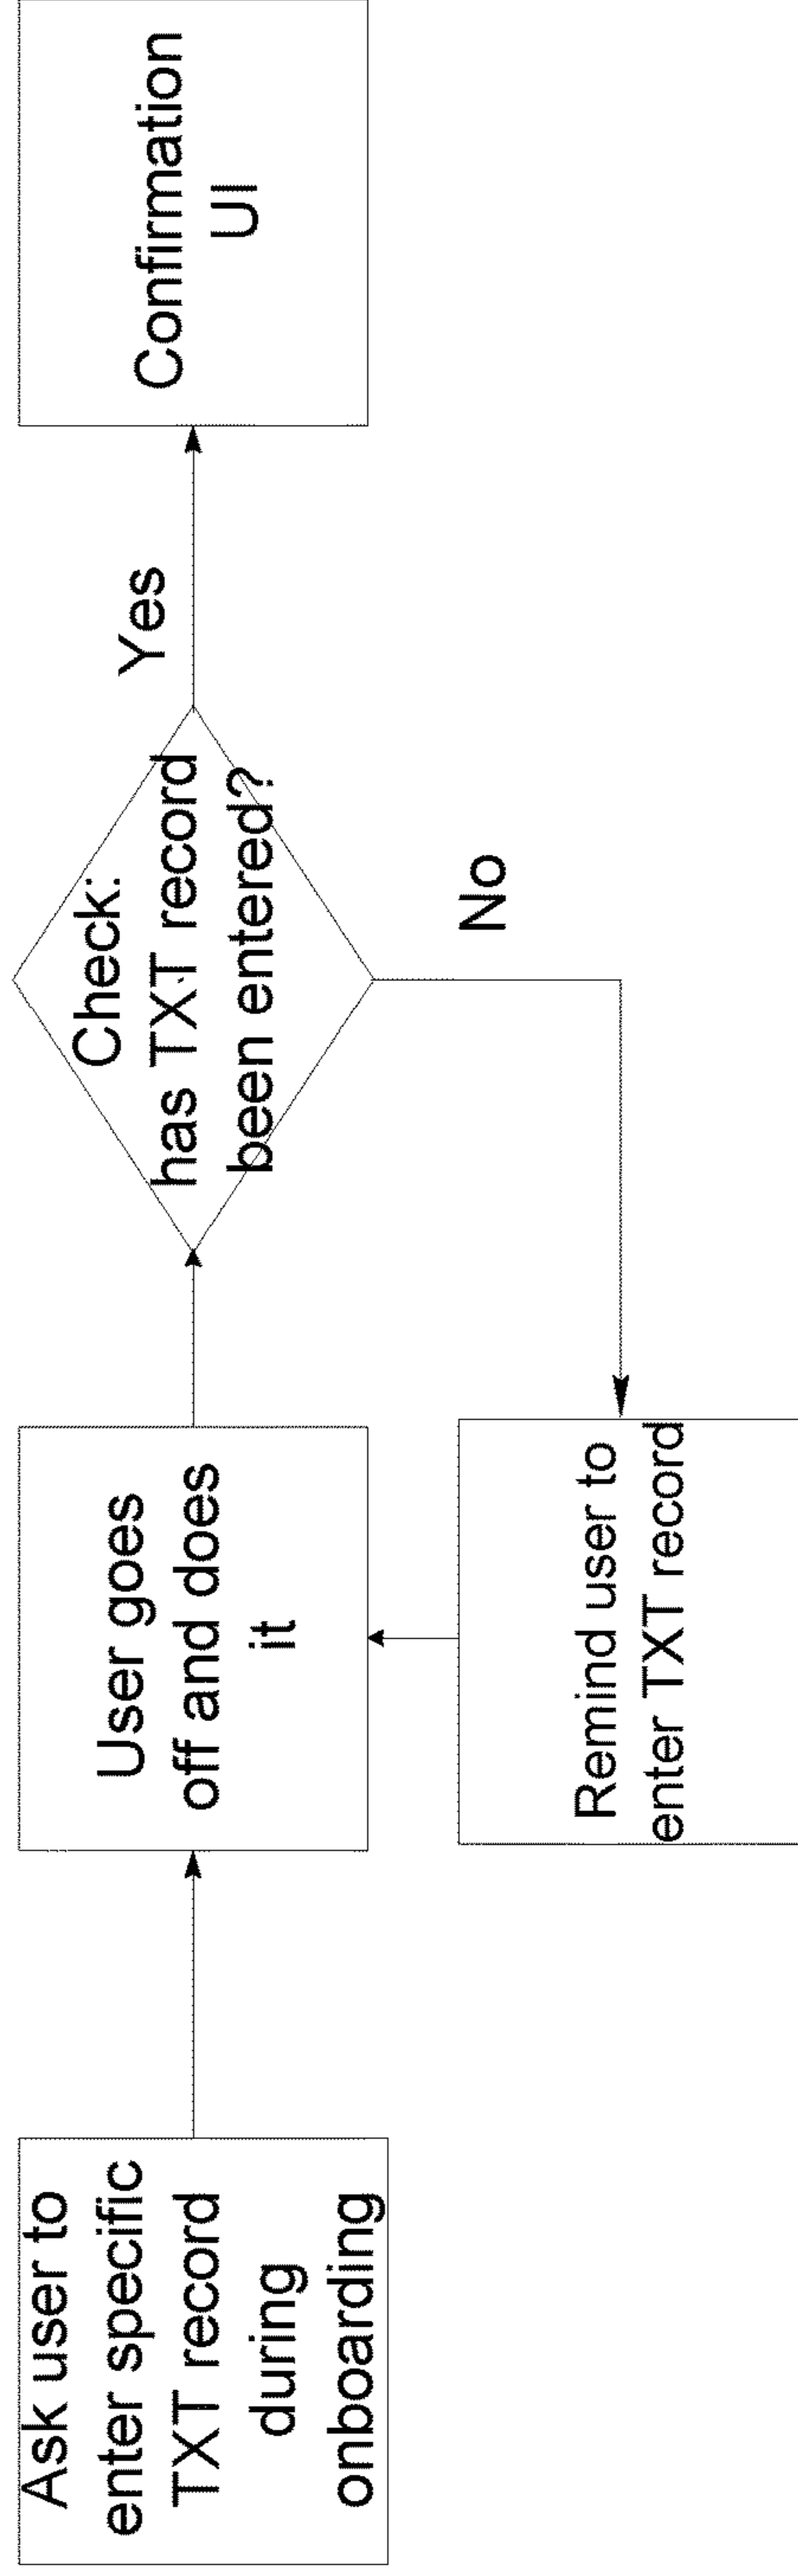 Ask user to
enter specific
TXT record
during
onboarding
User goes
off and does
it
Check:
has TXT record
been entered?
Yes
Confirmation
UI
No
Remind user to
enter TXT record